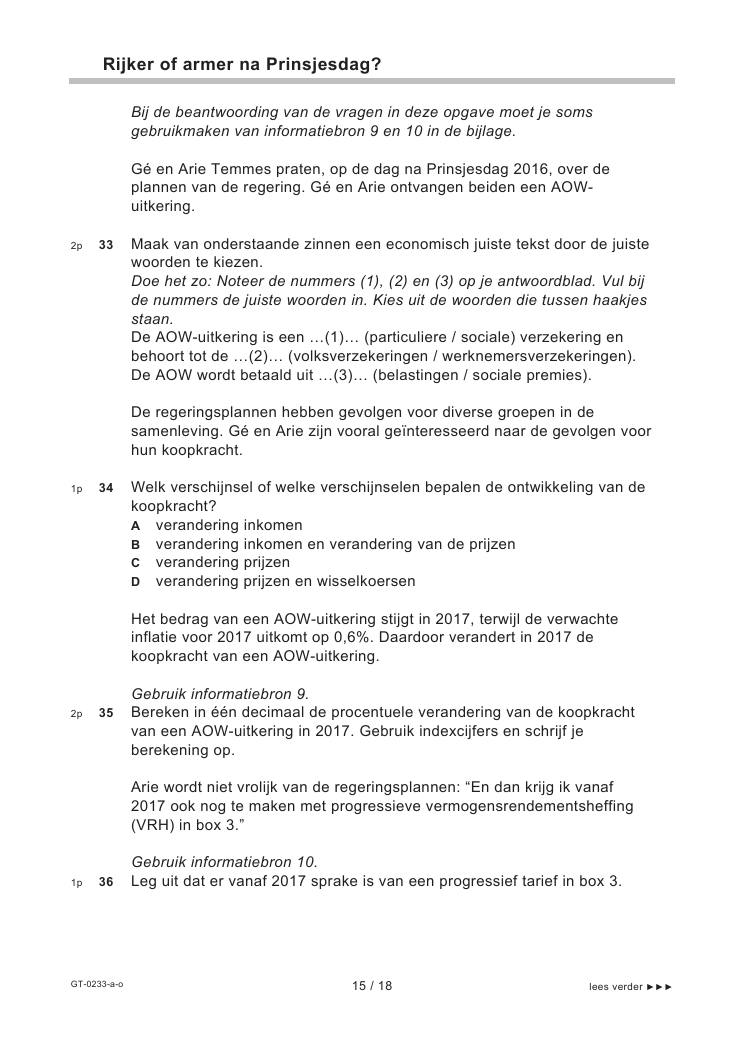 Rijker of armer na Prinsjesdag?
Bij de beantwoording van de vragen in deze opgave moet je soms
gebruikmaken van informatiebron 9 en 10 in de bijlage.
Gé en Arie Temmes praten, op de dag na Prinsjesdag 2016, over de
plannen van de regering. Gé en Arie ontvangen beiden een AOW-
uitkering.
2p 33 Maak van onderstaande zinnen een economisch juiste tekst door de juiste
woorden te kiezen.
Doe het zo: Noteer de nummers (1), (2) en (3) op je antwoordblad. Vul bij
de nummers de juiste woorden in. Kies uit de woorden die tussen haakjes
staan.
De AOW-uitkering is een …(1)… (particuliere / sociale) verzekering en
behoort tot de …(2)… (volksverzekeringen / werknemersverzekeringen).
De AOW wordt betaald uit …(3)… (belastingen / sociale premies).
De regeringsplannen hebben gevolgen voor diverse groepen in de
samenleving. Gé en Arie zijn vooral geïnteresseerd naar de gevolgen voor
hun koopkracht.
1p 34 Welk verschijnsel of welke verschijnselen bepalen de ontwikkeling van de
koopkracht?
A verandering inkomen
B verandering inkomen en verandering van de prijzen
C verandering prijzen
D verandering prijzen en wisselkoersen
Het bedrag van een AOW-uitkering stijgt in 2017, terwijl de verwachte
inflatie voor 2017 uitkomt op 0,6%. Daardoor verandert in 2017 de
koopkracht van een AOW-uitkering.
Gebruik informatiebron 9.
2p 35 Bereken in één decimaal de procentuele verandering van de koopkracht
van een AOW-uitkering in 2017. Gebruik indexcijfers en schrijf je
berekening op.
Arie wordt niet vrolijk van de regeringsplannen: “En dan krijg ik vanaf
2017 ook nog te maken met progressieve vermogensrendementsheffing
(VRH) in box 3.”
Gebruik informatiebron 10.
1p 36 Leg uit dat er vanaf 2017 sprake is van een progressief tarief in box 3.
GT-0233-a-o 15 / 18 lees verder ►►►